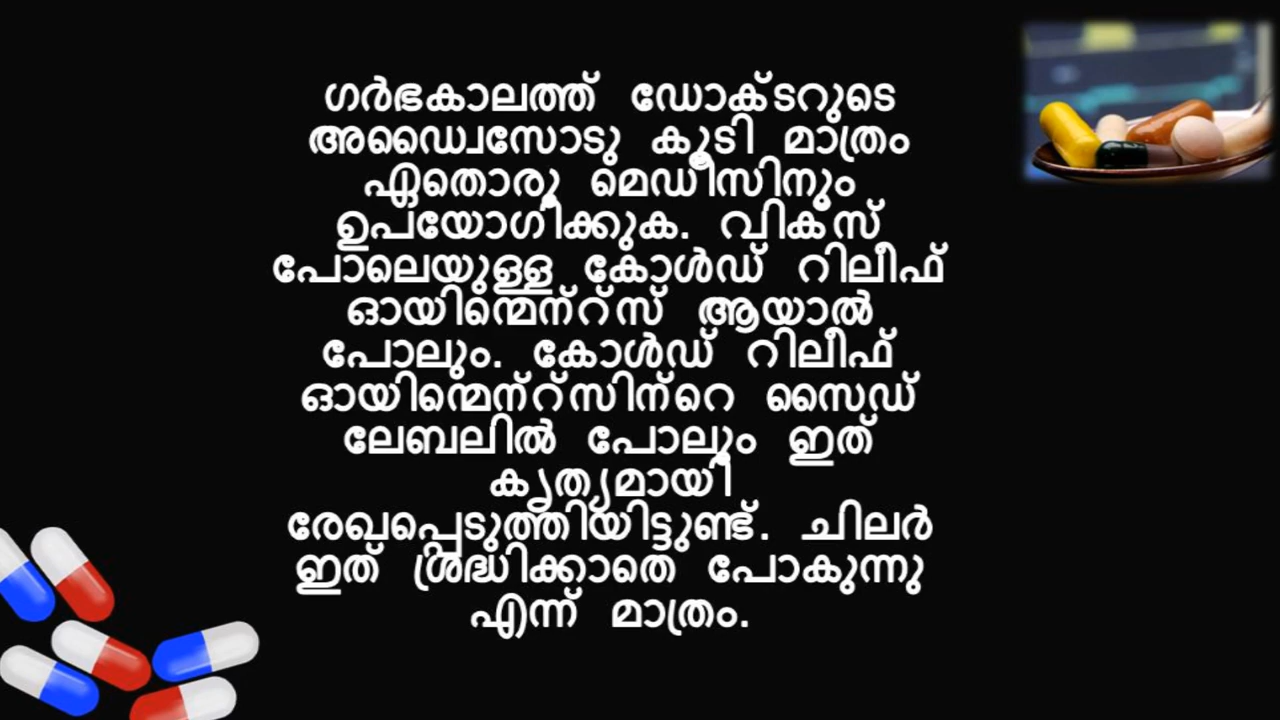 ഗർഭകാലത്ത് ഡോക്ടറുടെ
അഡ്വൈസോടു കൂടി മാത്രം
ഏതൊരു മെഡിസിനും
ഉപയോഗിക്കുക. വിക്സ്
പോലെയുള്ള കോൾഡ് റിലീഫ്
ഓയിന്മെന്റ്സ് ആയാൽ
പോലും. കോൾഡ് റിലീഫ്
ഓയിന്മെന്റ്സിന്റെ സൈഡ്
ലേബലിൽ പോലും ഇത്
കൃത്യമായി
രേഖപ്പെടുത്തിയിട്ടുണ്ട്. ചിലർ
ഇത് ശ്രദ്ധിക്കാതെ പോകുന്നു
എന്ന് മാത്രം.